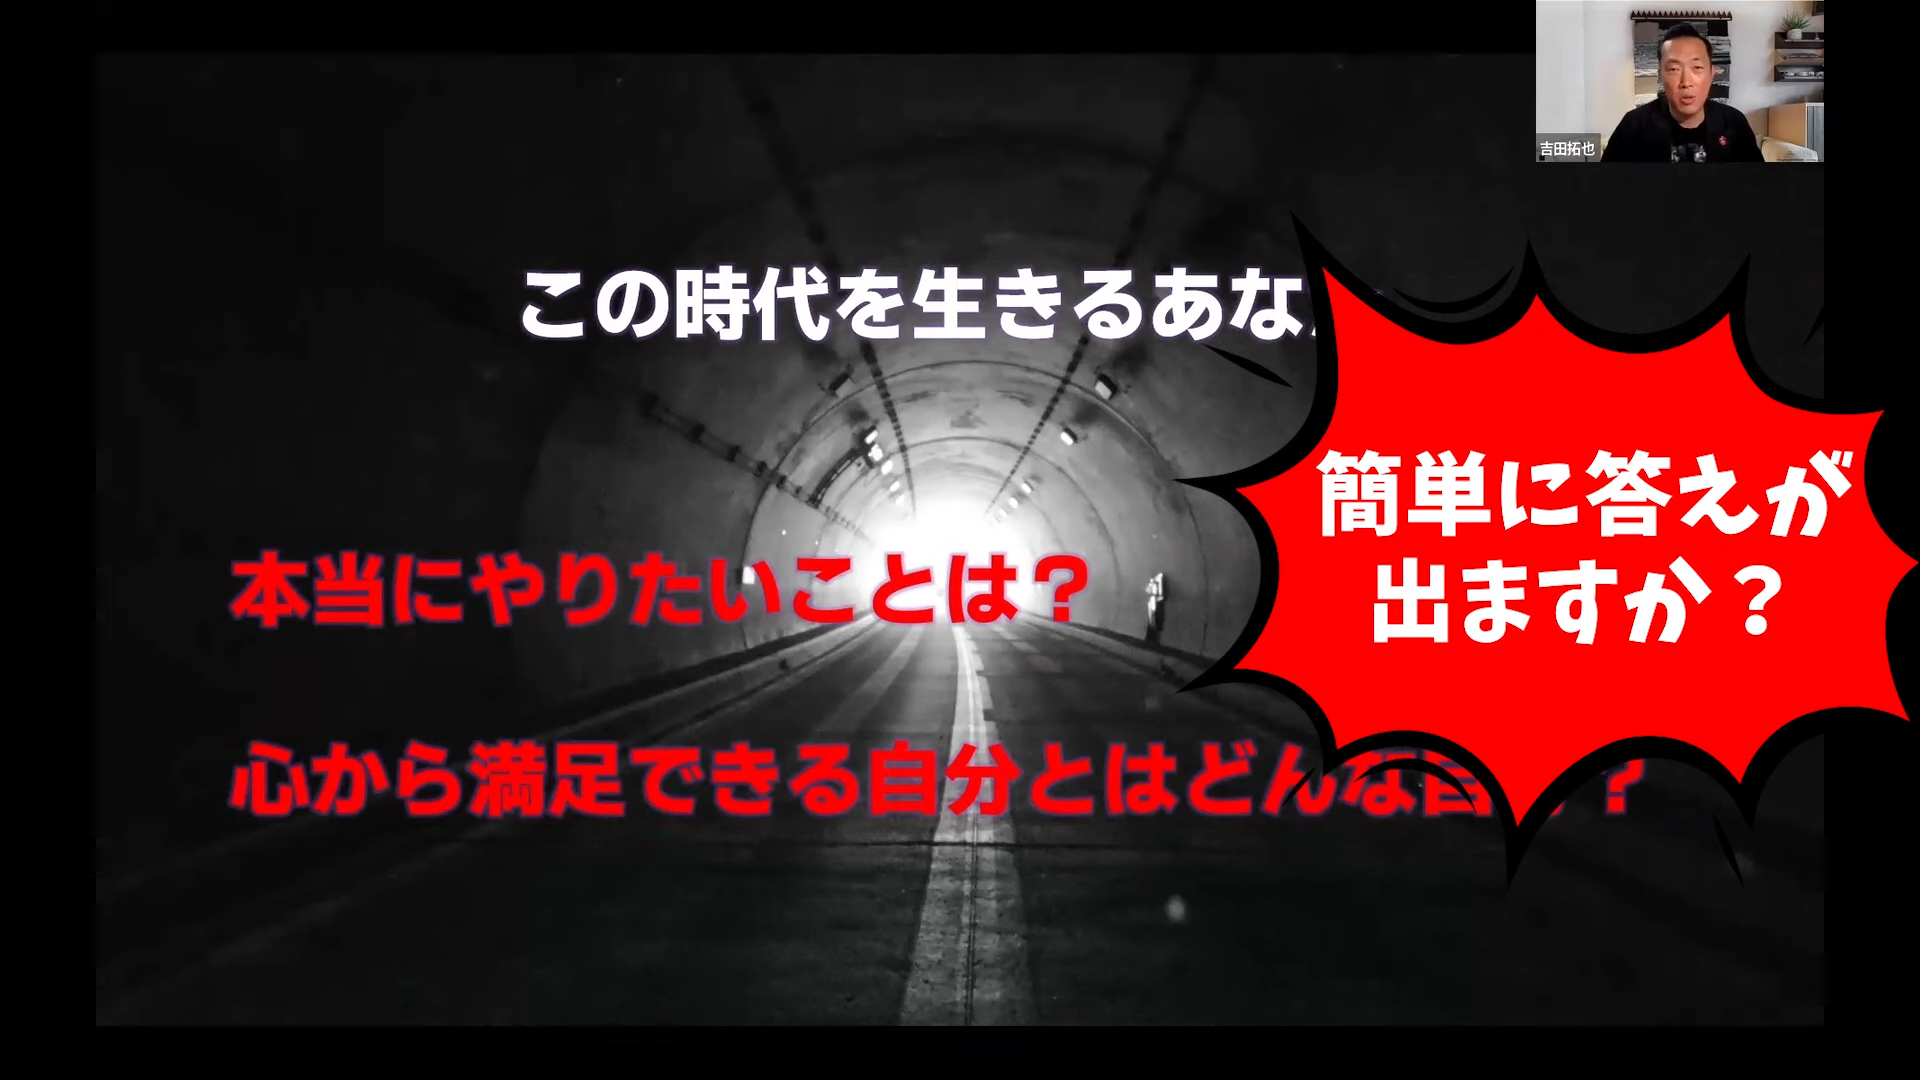 吉田拓也
この時代を生きるあな
簡単に答えが
出ますか？
本当にやりたいことは？
心から満足できる自分とはどんな自 ？